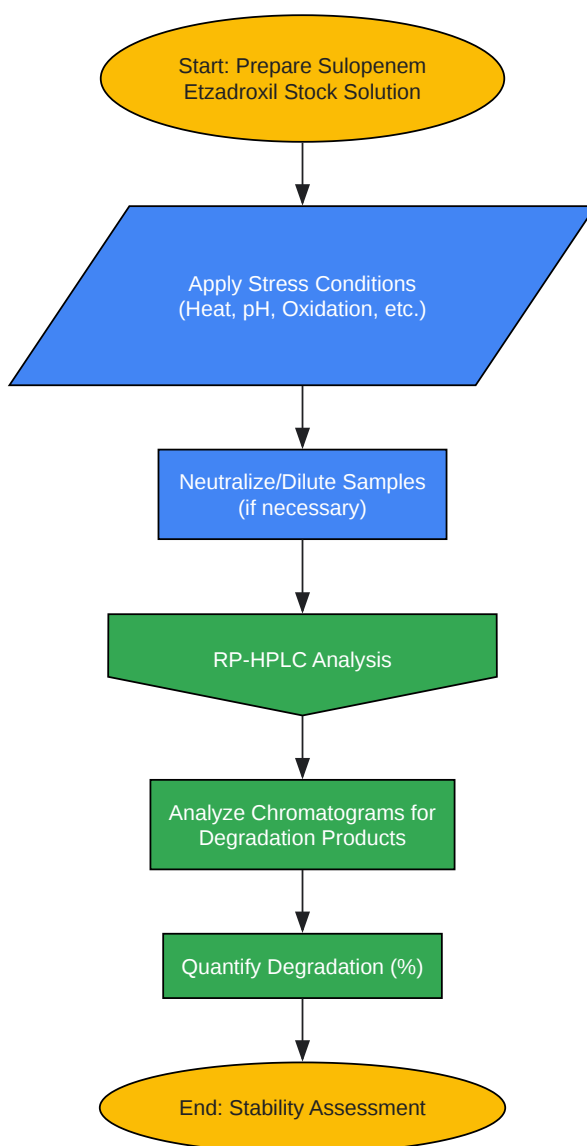 Start: Prepare Sulopenem
Etzadroxil Stock Solution
Apply Stress Conditions
(Heat, pH, Oxidation, etc.)
Neutralize/Dilute Samples
(if necessary)
RP-HPLC Analysis
Analyze Chromatograms for
Degradation Products
Quantify Degradation (%)
End: Stability Assessment